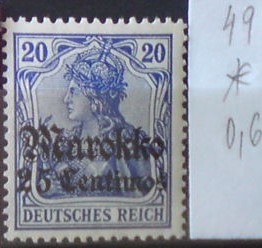 20 20
Marokko
25 Centimos
DEUTSCHES REICH
49
*
0,6